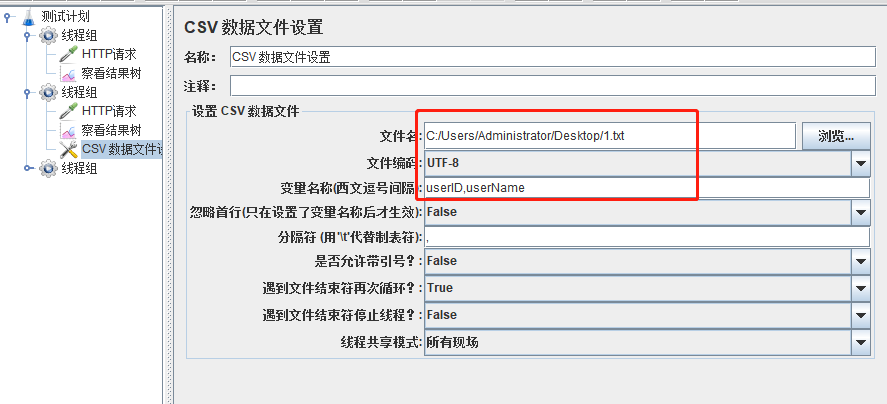 测试计划
线程组
HTTP请求
察看结果树
线程组
HTTP请求
察看结果树
CSV 数据文件设
线程组
CSV 数据文件设置
名称： CSV 数据文件设置
注释：
设置 CSV 数据文件
文件名: C:/Users/Administrator/Desktop/1.txt 浏览...
文件编码: UTF-8
变量名称(西文逗号间隔): userID,userName
忽略首行(只在设置了变量名称后才生效): False
分隔符 (用'\t'代替制表符): ,
是否允许带引号？: False
遇到文件结束符再次循环？: True
遇到文件结束符停止线程？: False
线程共享模式: 所有现场